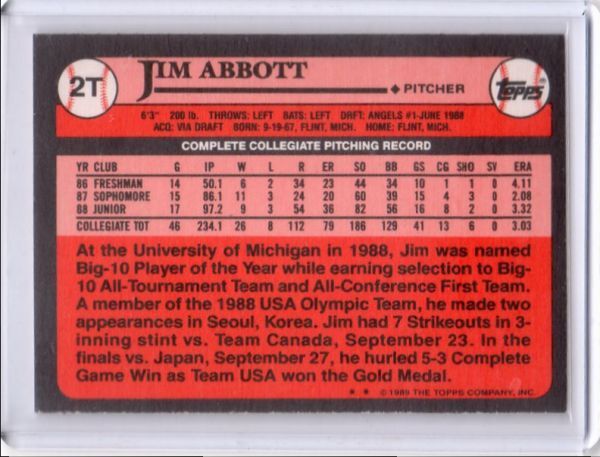 2T
JIM ABBOTT
PITCHER
topps
6'3" 200 lb. THROWS: LEFT BATS: LEFT DRFT: ANGELS #1-JUNE 1988
ACQ: VIA DRAFT BORN: 9-19-67, FLINT, MICH. HOME: FLINT, MICH.
COMPLETE COLLEGIATE PITCHING RECORD
YR CLUB G IP W L R ER SO BB GS CG SHO SV ERA
86 FRESHMAN 14 50.1 6 2 34 23 44 34 10 1 1 0 4.11
87 SOPHOMORE 15 86.1 11 3 24 20 60 39 15 4 3 0 2.08
88 JUNIOR 17 97.2 9 3 54 36 82 56 16 8 2 0 3.32
COLLEGIATE TOT 46 234.1 26 8 112 79 186 129 41 13 6 0 3.03
At the University of Michigan in 1988, Jim was named
Big-10 Player of the Year while earning selection to Big-
10 All-Tournament Team and All-Conference First Team.
A member of the 1988 USA Olympic Team, he made two
appearances in Seoul, Korea. Jim had 7 Strikeouts in 3-
inning stint vs. Team Canada, September 23. In the
finals vs. Japan, September 27, he hurled 5-3 Complete
Game Win as Team USA won the Gold Medal.
* * © 1989 THE TOPPS COMPANY, INC.